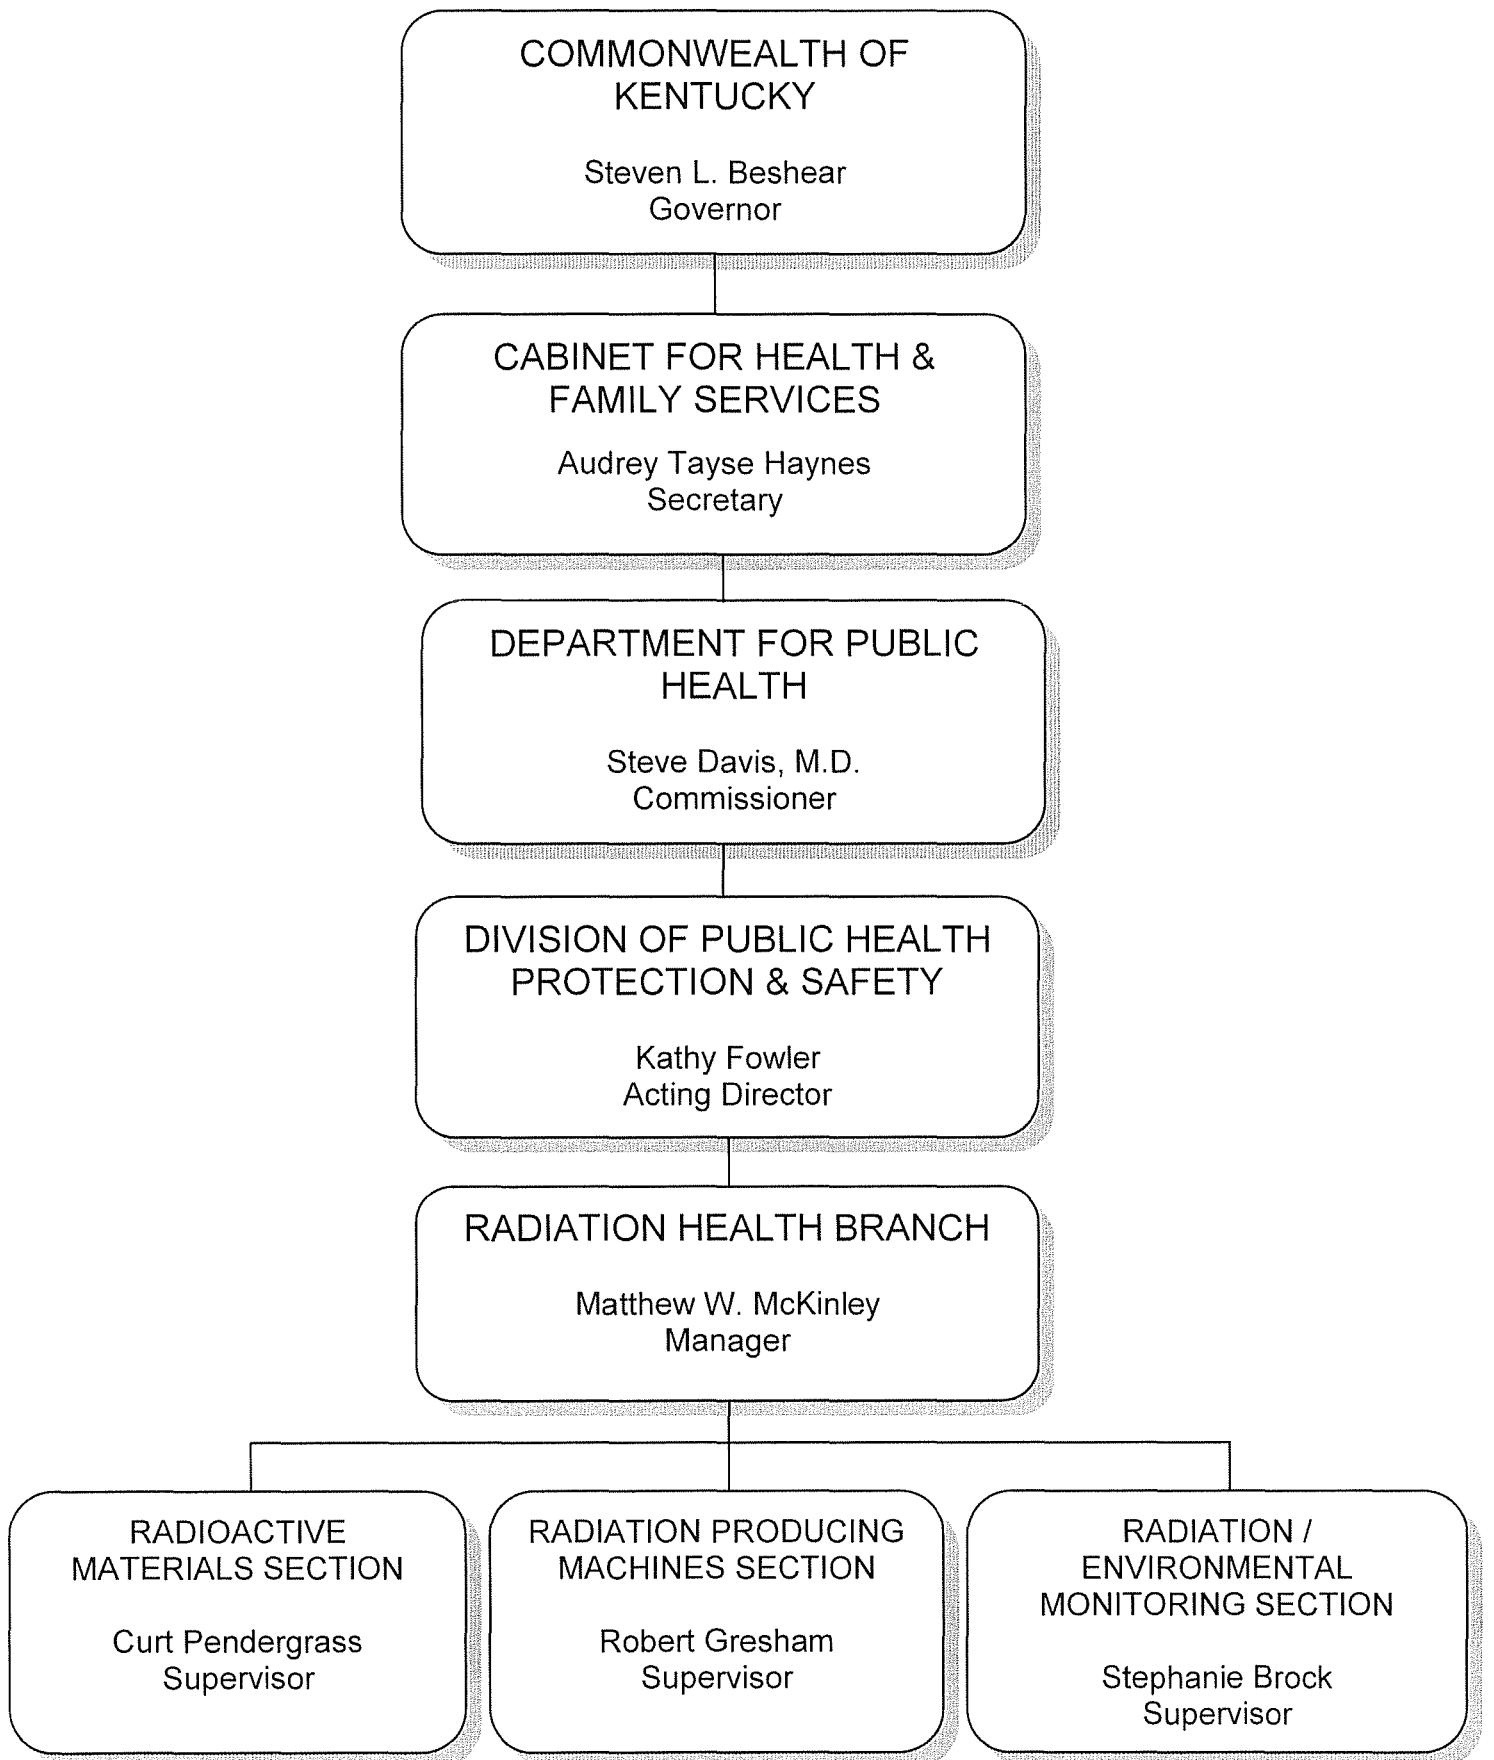 COMMONWEALTH OF
KENTUCKY
Steven L. Beshear
Governor
CABINET FOR HEALTH &
FAMILY SERVICES
Audrey Tayse Haynes
Secretary
DEPARTMENT FOR PUBLIC
HEALTH
Steve Davis, M.D.
Commissioner
DIVISION OF PUBLIC HEALTH
PROTECTION & SAFETY
Kathy Fowler
Acting Director
RADIATION HEALTH BRANCH
Matthew W. McKinley
Manager
RADIOACTIVE
MATERIALS SECTION
Curt Pendergrass
Supervisor
RADIATION PRODUCING
MACHINES SECTION
Robert Gresham
Supervisor
RADIATION /
ENVIRONMENTAL
MONITORING SECTION
Stephanie Brock
Supervisor